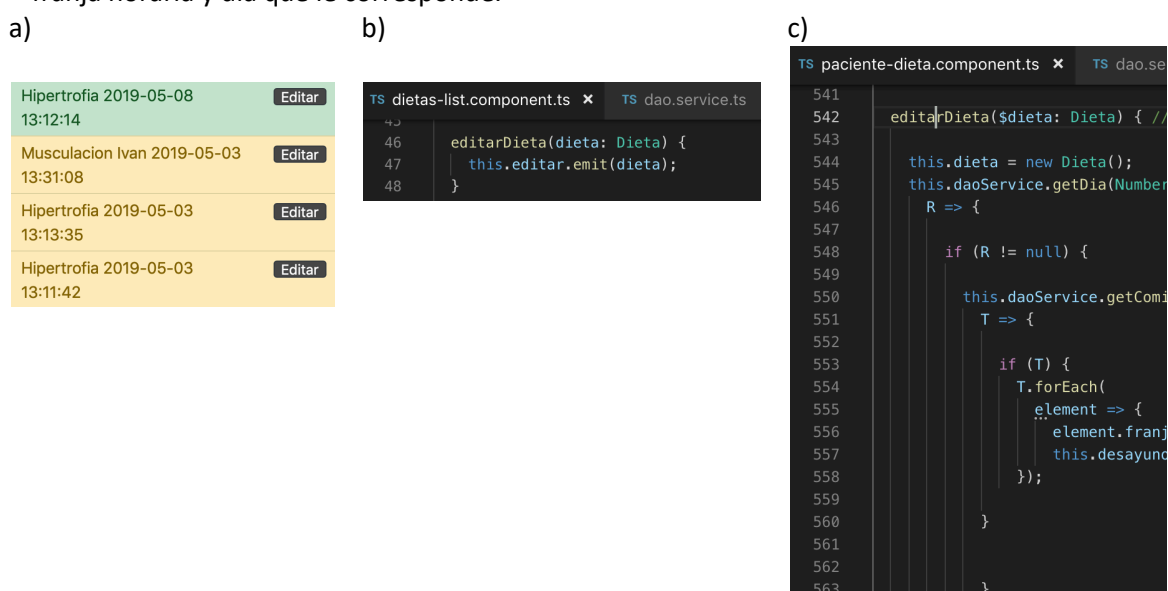 franja horaria y día que le corresponde.
a)
b)
c)
Hipertrofia 2019-05-08
13:12:14
Editar
Musculacion Ivan 2019-05-03
13:31:08
Editar
Hipertrofia 2019-05-03
13:13:35
Editar
Hipertrofia 2019-05-03
13:11:42
Editar
TS dietas-list.component.ts × TS dao.service.ts
45
46 editarDieta(dieta: Dieta) {
47 this.editar.emit(dieta);
48 }
TS paciente-dieta.component.ts × TS dao.se
541
542 editarDieta($dieta: Dieta) { //
543
544 this.dieta = new Dieta();
545 this.daoService.getDia(Number
546 R => {
547
548 if (R != null) {
549
550 this.daoService.getComi
551 T => {
552
553 if (T) {
554 T.forEach(
555 element => {
556 element.franj
557 this.desayuno
558 });
559
560 }
561
562
563 }